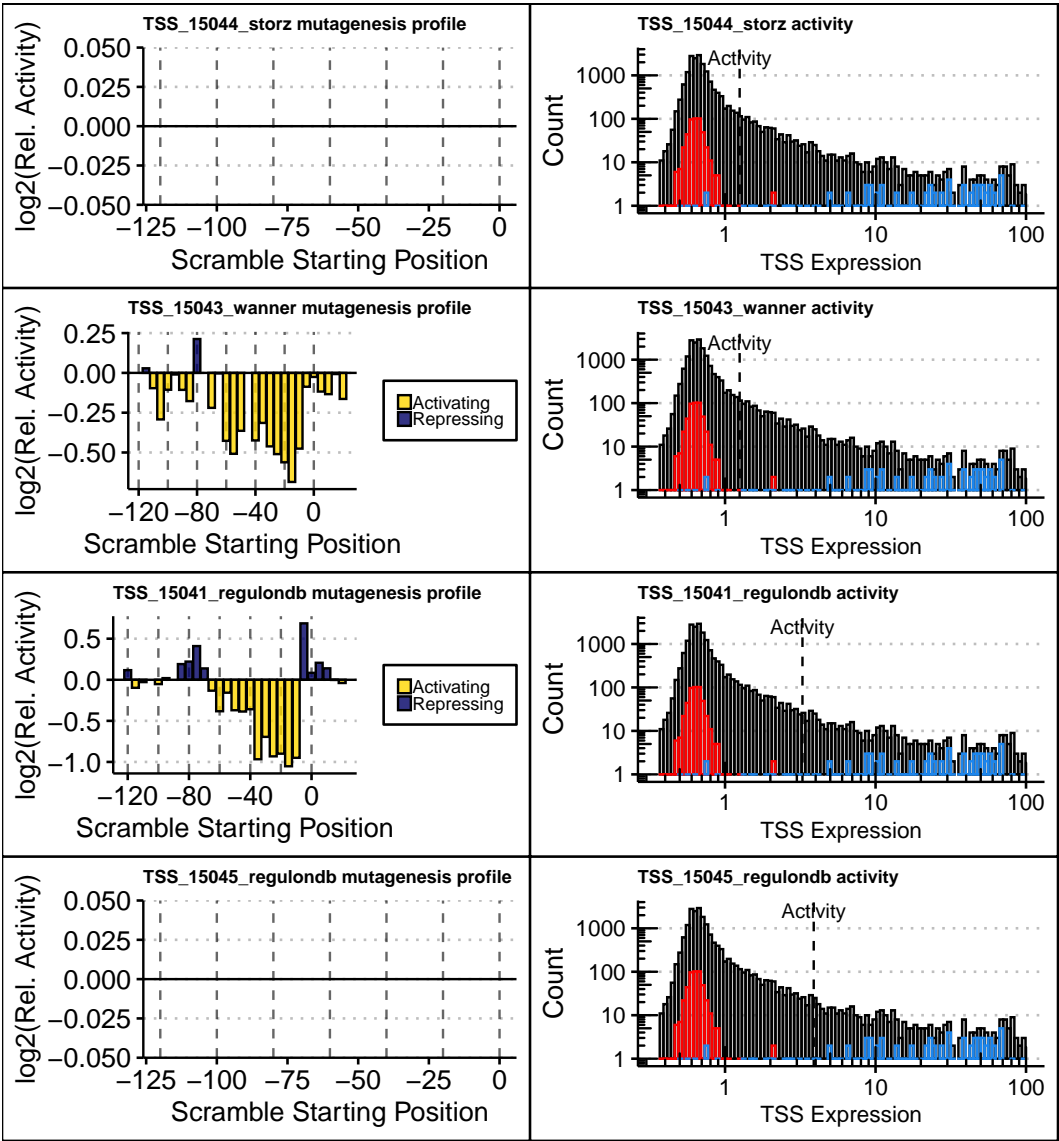 TSS_15044_storz mutagenesis profile
log2(Rel. Activity)
0.050
0.025
0.000
−0.025
−0.050
−125 −100 −75 −50 −25 0
Scramble Starting Position
TSS_15044_storz activity
Activity
Count
1000
100
10
1
1 10 100
TSS Expression
TSS_15043_wanner mutagenesis profile
log2(Rel. Activity)
0.25
0.00
−0.25
−0.50
−120 −80 −40 0
Scramble Starting Position
Activating
Repressing
TSS_15043_wanner activity
Activity
Count
1000
100
10
1
1 10 100
TSS Expression
TSS_15041_regulondb mutagenesis profile
log2(Rel. Activity)
0.5
0.0
−0.5
−1.0
−120 −80 −40 0
Scramble Starting Position
Activating
Repressing
TSS_15041_regulondb activity
Activity
Count
1000
100
10
1
1 10 100
TSS Expression
TSS_15045_regulondb mutagenesis profile
log2(Rel. Activity)
0.050
0.025
0.000
−0.025
−0.050
−125 −100 −75 −50 −25 0
Scramble Starting Position
TSS_15045_regulondb activity
Activity
Count
1000
100
10
1
1 10 100
TSS Expression